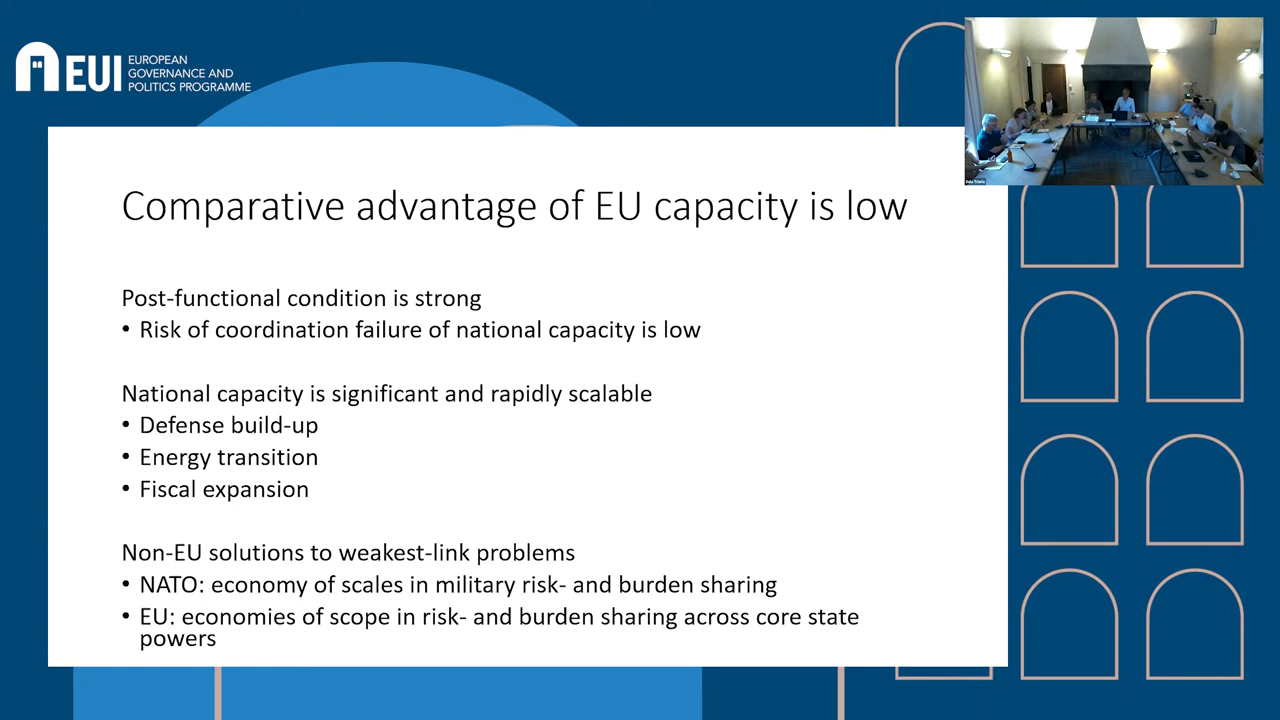 EUI
EUROPEAN
GOVERNANCE AND
POLITICS PROGRAMME
Comparative advantage of EU capacity is low
Post-functional condition is strong
• Risk of coordination failure of national capacity is low
National capacity is significant and rapidly scalable
• Defense build-up
• Energy transition
• Fiscal expansion
Non-EU solutions to weakest-link problems
• NATO: economy of scales in military risk- and burden sharing
• EU: economies of scope in risk- and burden sharing across core state
powers